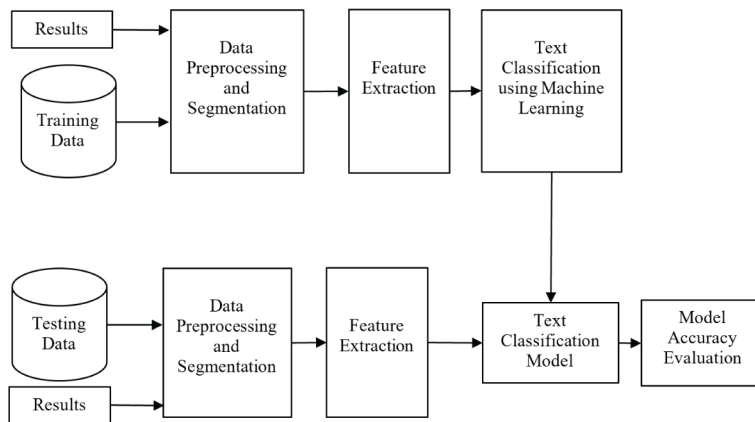 Results
Training
Data
Data
Preprocessing
and
Segmentation
Feature
Extraction
Text
Classification
using Machine
Learning
Testing
Data
Results
Data
Preprocessing
and
Segmentation
Feature
Extraction
Text
Classification
Model
Model
Accuracy
Evaluation